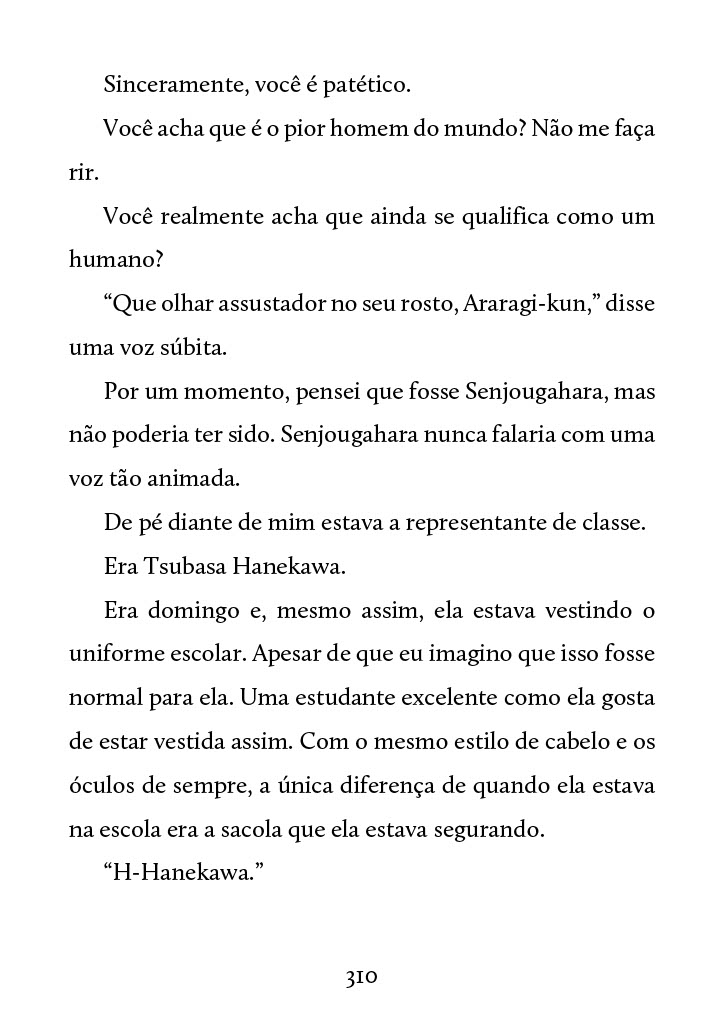 Sinceramente, você é patético.
Você acha que é o pior homem do mundo? Não me faça
rir.
Você realmente acha que ainda se qualifica como um
humano?
“Que olhar assustador no seu rosto, Araragi-kun,” disse
uma voz súbita.
Por um momento, pensei que fosse Senjougahara, mas
não poderia ter sido. Senjougahara nunca falaria com uma
voz tão animada.
De pé diante de mim estava a representante de classe.
Era Tsubasa Hanekawa.
Era domingo e, mesmo assim, ela estava vestindo o
uniforme escolar. Apesar de que eu imagino que isso fosse
normal para ela. Uma estudante excelente como ela gosta
de estar vestida assim. Com o mesmo estilo de cabelo e os
óculos de sempre, a única diferença de quando ela estava
na escola era a sacola que ela estava segurando.
“H-Hanekawa.”
310